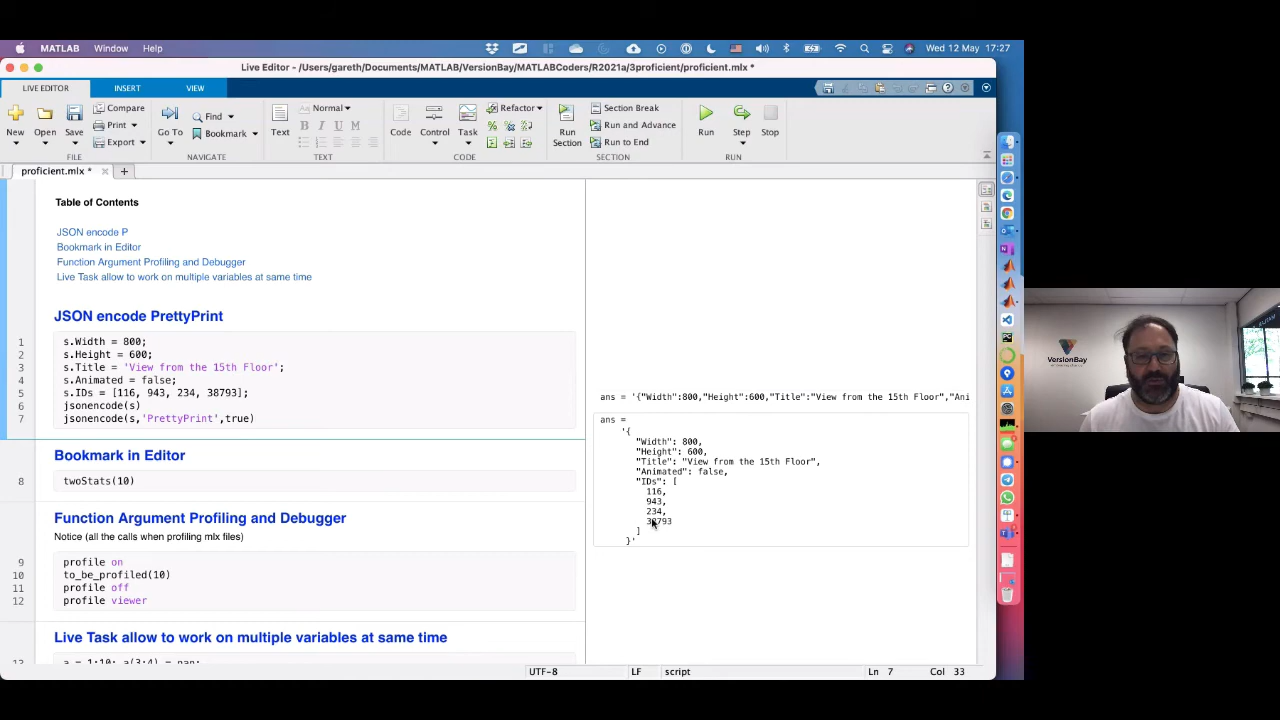 MATLAB Window Help Wed 12 May 17:27
Live Editor - /Users/gareth/Documents/MATLAB/VersionBay/MATLABCoders/R2021a/3proficient/proficient.mlx *
LIVE EDITOR INSERT VIEW
New Open Save Compare Print Export Go To Find Bookmark Text Normal B I U M Code Control Task Refactor Run Section Section Break Run and Advance Run to End Run Step Stop
FILE NAVIGATE TEXT CODE SECTION RUN
proficient.mlx * × +
Table of Contents
JSON encode P
Bookmark in Editor
Function Argument Profiling and Debugger
Live Task allow to work on multiple variables at same time
JSON encode PrettyPrint
1 s.Width = 800;
2 s.Height = 600;
3 s.Title = 'View from the 15th Floor';
4 s.Animated = false;
5 s.IDs = [116, 943, 234, 38793];
6 jsonencode(s)
7 jsonencode(s,'PrettyPrint',true)
Bookmark in Editor
8 twoStats(10)
Function Argument Profiling and Debugger
Notice (all the calls when profiling mlx files)
9 profile on
10 to_be_profiled(10)
11 profile off
12 profile viewer
Live Task allow to work on multiple variables at same time
13 a = 1:10; a(3:4) = nan;
ans = '{"Width":800,"Height":600,"Title":"View from the 15th Floor","Ani
ans =
'{
"Width": 800,
"Height": 600,
"Title": "View from the 15th Floor",
"Animated": false,
"IDs": [
116,
943,
234,
38793
]
}'
UTF-8 LF script Ln 7 Col 33
VersionBay